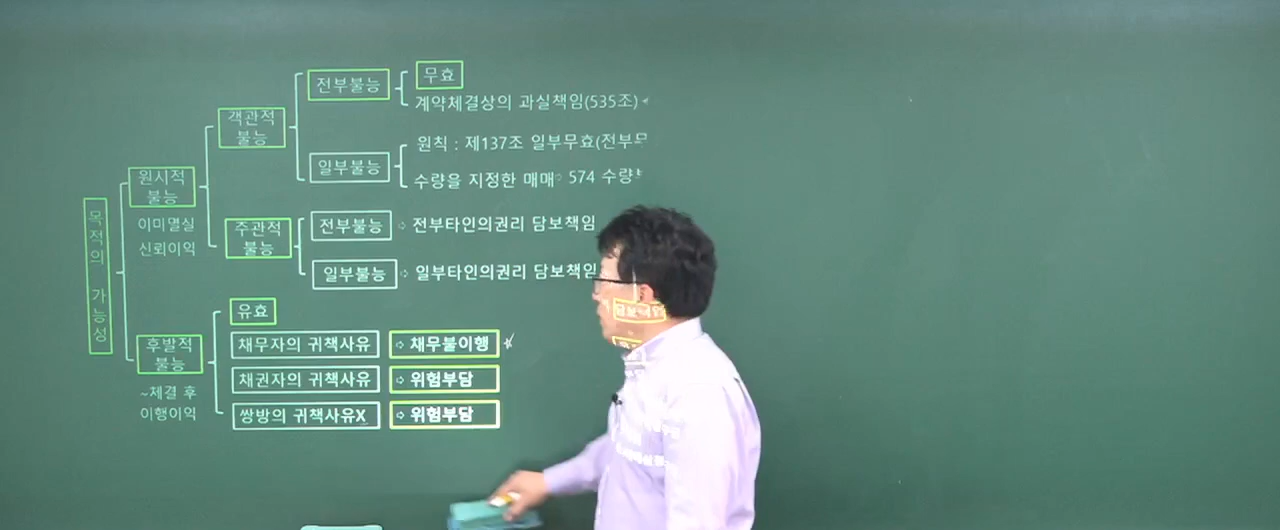 목적의 가능성
원시적
불능
이미멸실
신뢰이익
객관적
불능
전부불능
무효
계약체결상의 과실책임(535조)
일부불능
원칙 : 제137조 일부무효(전부무
수량을 지정한 매매 574 수량
주관적
불능
전부불능
전부타인의권리 담보책임
일부불능
일부타인의권리 담보책임
후발적
불능
~체결 후
이행이익
유효
채무자의 귀책사유
채무불이행
채권자의 귀책사유
위험부담
쌍방의 귀책사유X
위험부담
담보책임